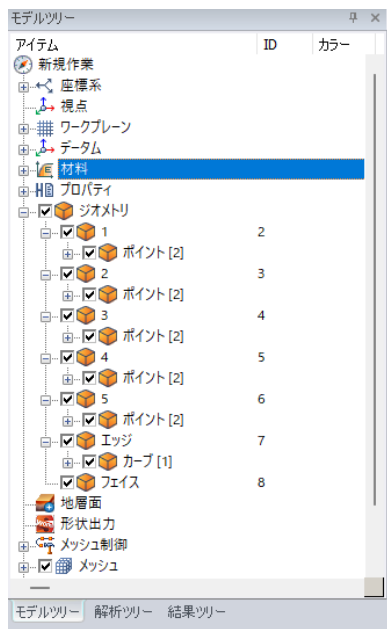 モデルツリー
アイテム ID カラー
新規作業
座標系
視点
ワークプレーン
データム
材料
プロパティ
ジオメトリ
1 2
ポイント [2]
2 3
ポイント [2]
3 4
ポイント [2]
4 5
ポイント [2]
5 6
ポイント [2]
エッジ 7
カーブ [1]
フェイス 8
地層面
形状出力
メッシュ制御
メッシュ
モデルツリー 解析ツリー 結果ツリー